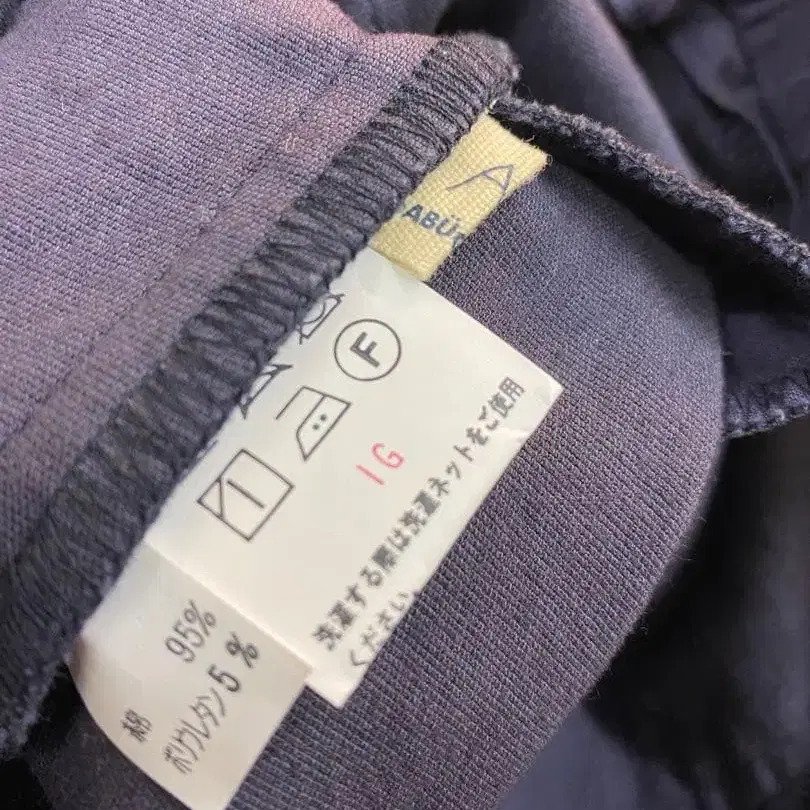 A
ABÜ
F
IG
洗濯する際は洗濯ネットをご使用
ください。
綿 95%
ポリウレタン 5%